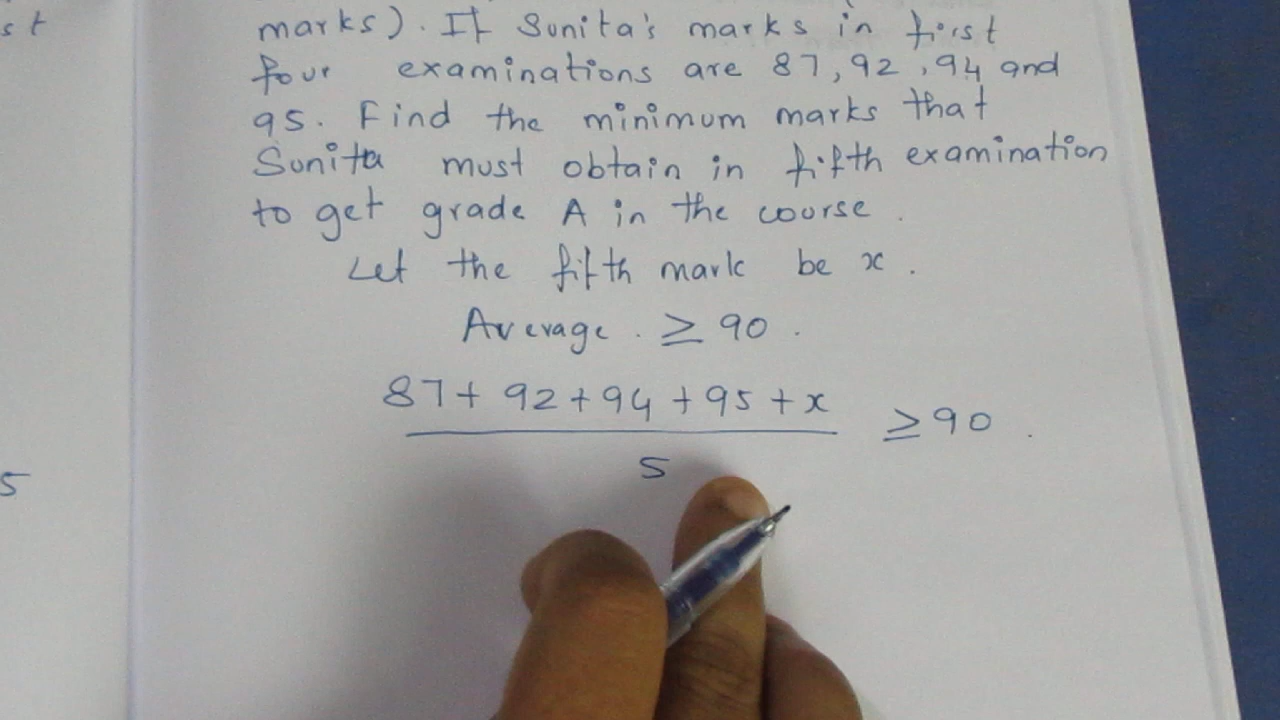 st
marks). If Sunita's marks in first
four examinations are 87, 92, 94 and
95. Find the minimum marks that
Sunita must obtain in fifth examination
to get grade A in the course.
Let the fifth mark be x.
Average. ≥ 90.
87 + 92 + 94 + 95 + x
≥ 90.
5
5